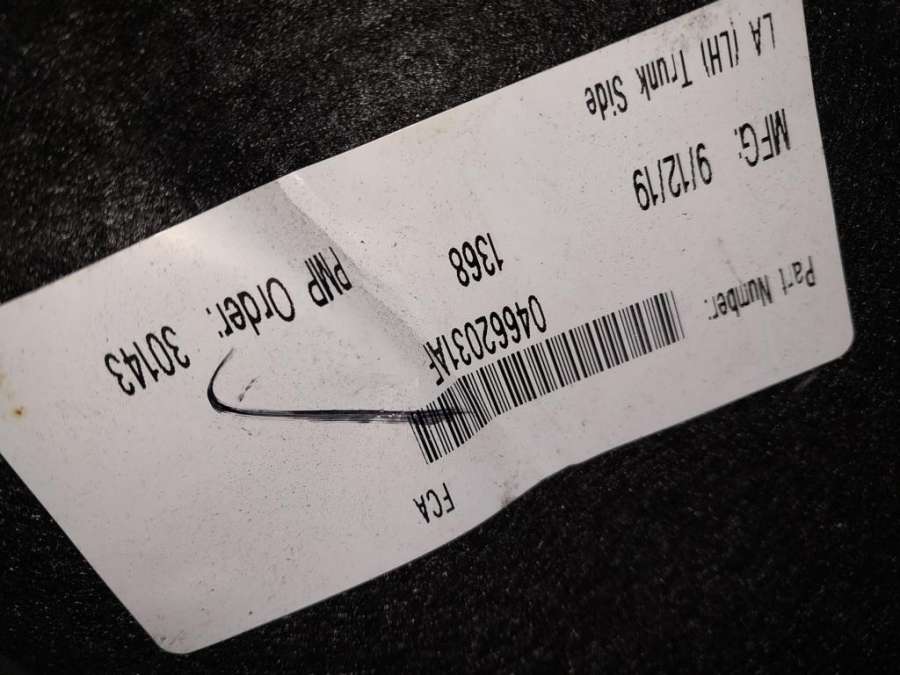 FCA
Part Number:
04662031AF
MFG: 9/12/19 1368 PMP Order: 30143
LA (LH) Trunk Side